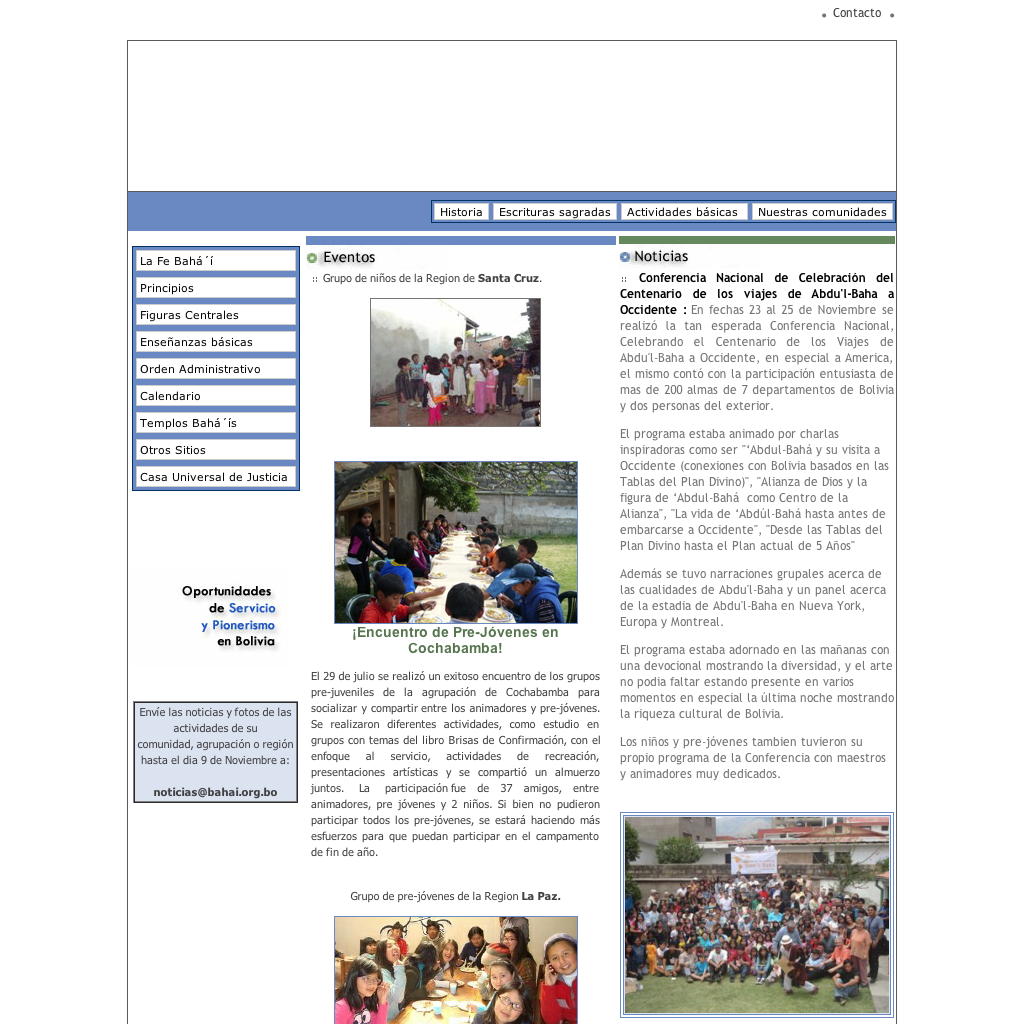 Contacto
Historia
Escrituras sagradas
Actividades básicas
Nuestras comunidades
La Fe Bahá´í
Principios
Figuras Centrales
Enseñanzas básicas
Orden Administrativo
Calendario
Templos Bahá´ís
Otros Sitios
Casa Universal de Justicia
Oportunidades
de Servicio
y Pionerismo
en Bolivia
Envíe las noticias y fotos de las
actividades de su
comunidad, agrupación o región
hasta el dia 9 de Noviembre a:
noticias@bahai.org.bo
Eventos
:: Grupo de niños de la Region de Santa Cruz.
¡Encuentro de Pre-Jóvenes en
Cochabamba!
El 29 de julio se realizó un exitoso encuentro de los grupos
pre-juveniles de la agrupación de Cochabamba para
socializar y compartir entre los animadores y pre-jóvenes.
Se realizaron diferentes actividades, como estudio en
grupos con temas del libro Brisas de Confirmación, con el
enfoque al servicio, actividades de recreación,
presentaciones artísticas y se compartió un almuerzo
juntos. La participación fue de 37 amigos, entre
animadores, pre jóvenes y 2 niños. Si bien no pudieron
participar todos los pre-jóvenes, se estará haciendo más
esfuerzos para que puedan participar en el campamento
de fin de año.
Grupo de pre-jóvenes de la Region La Paz.
Noticias
:: Conferencia Nacional de Celebración del
Centenario de los viajes de Abdu'l-Baha a
Occidente : En fechas 23 al 25 de Noviembre se
realizó la tan esperada Conferencia Nacional,
Celebrando el Centenario de los Viajes de
Abdu'l-Baha a Occidente, en especial a America,
el mismo contó con la participación entusiasta de
mas de 200 almas de 7 departamentos de Bolivia
y dos personas del exterior.
El programa estaba animado por charlas
inspiradoras como ser "‘Abdul-Bahá y su visita a
Occidente (conexiones con Bolivia basados en las
Tablas del Plan Divino)", "Alianza de Dios y la
figura de ‘Abdul-Bahá  como Centro de la
Alianza", "La vida de ‘Abdúl-Bahá hasta antes de
embarcarse a Occidente", "Desde las Tablas del
Plan Divino hasta el Plan actual de 5 Años"
Además se tuvo narraciones grupales acerca de
las cualidades de Abdu'l-Baha y un panel acerca
de la estadia de Abdu'l-Baha en Nueva York,
Europa y Montreal.
El programa estaba adornado en las mañanas con
una devocional mostrando la diversidad, y el arte
no podia faltar estando presente en varios
momentos en especial la última noche mostrando
la riqueza cultural de Bolivia.
Los niños y pre-jóvenes tambien tuvieron su
propio programa de la Conferencia con maestros
y animadores muy dedicados.